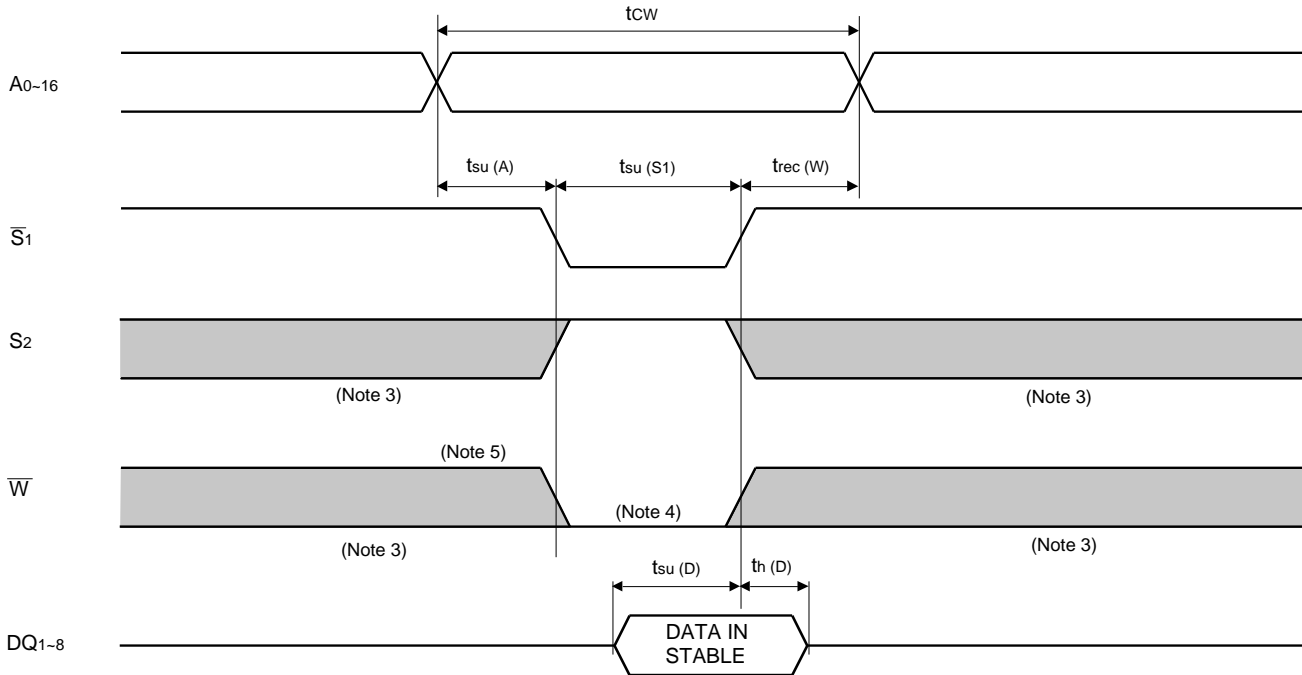 tCW
A0~16
tsu (A) tsu (S1) trec (W)
S̅1
S2
(Note 3) (Note 3)
(Note 5)
W̅
(Note 4)
(Note 3) (Note 3)
tsu (D) th (D)
DQ1~8
DATA IN
STABLE